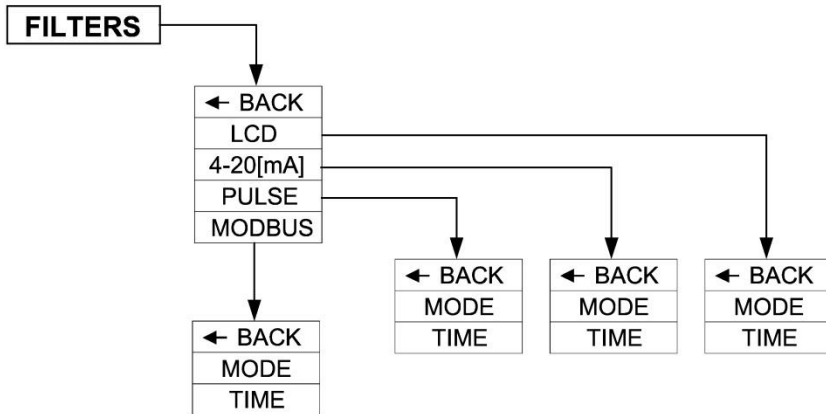 FILTERS
← BACK
LCD
4-20[mA]
PULSE
MODBUS
← BACK
MODE
TIME
← BACK
MODE
TIME
← BACK
MODE
TIME
← BACK
MODE
TIME